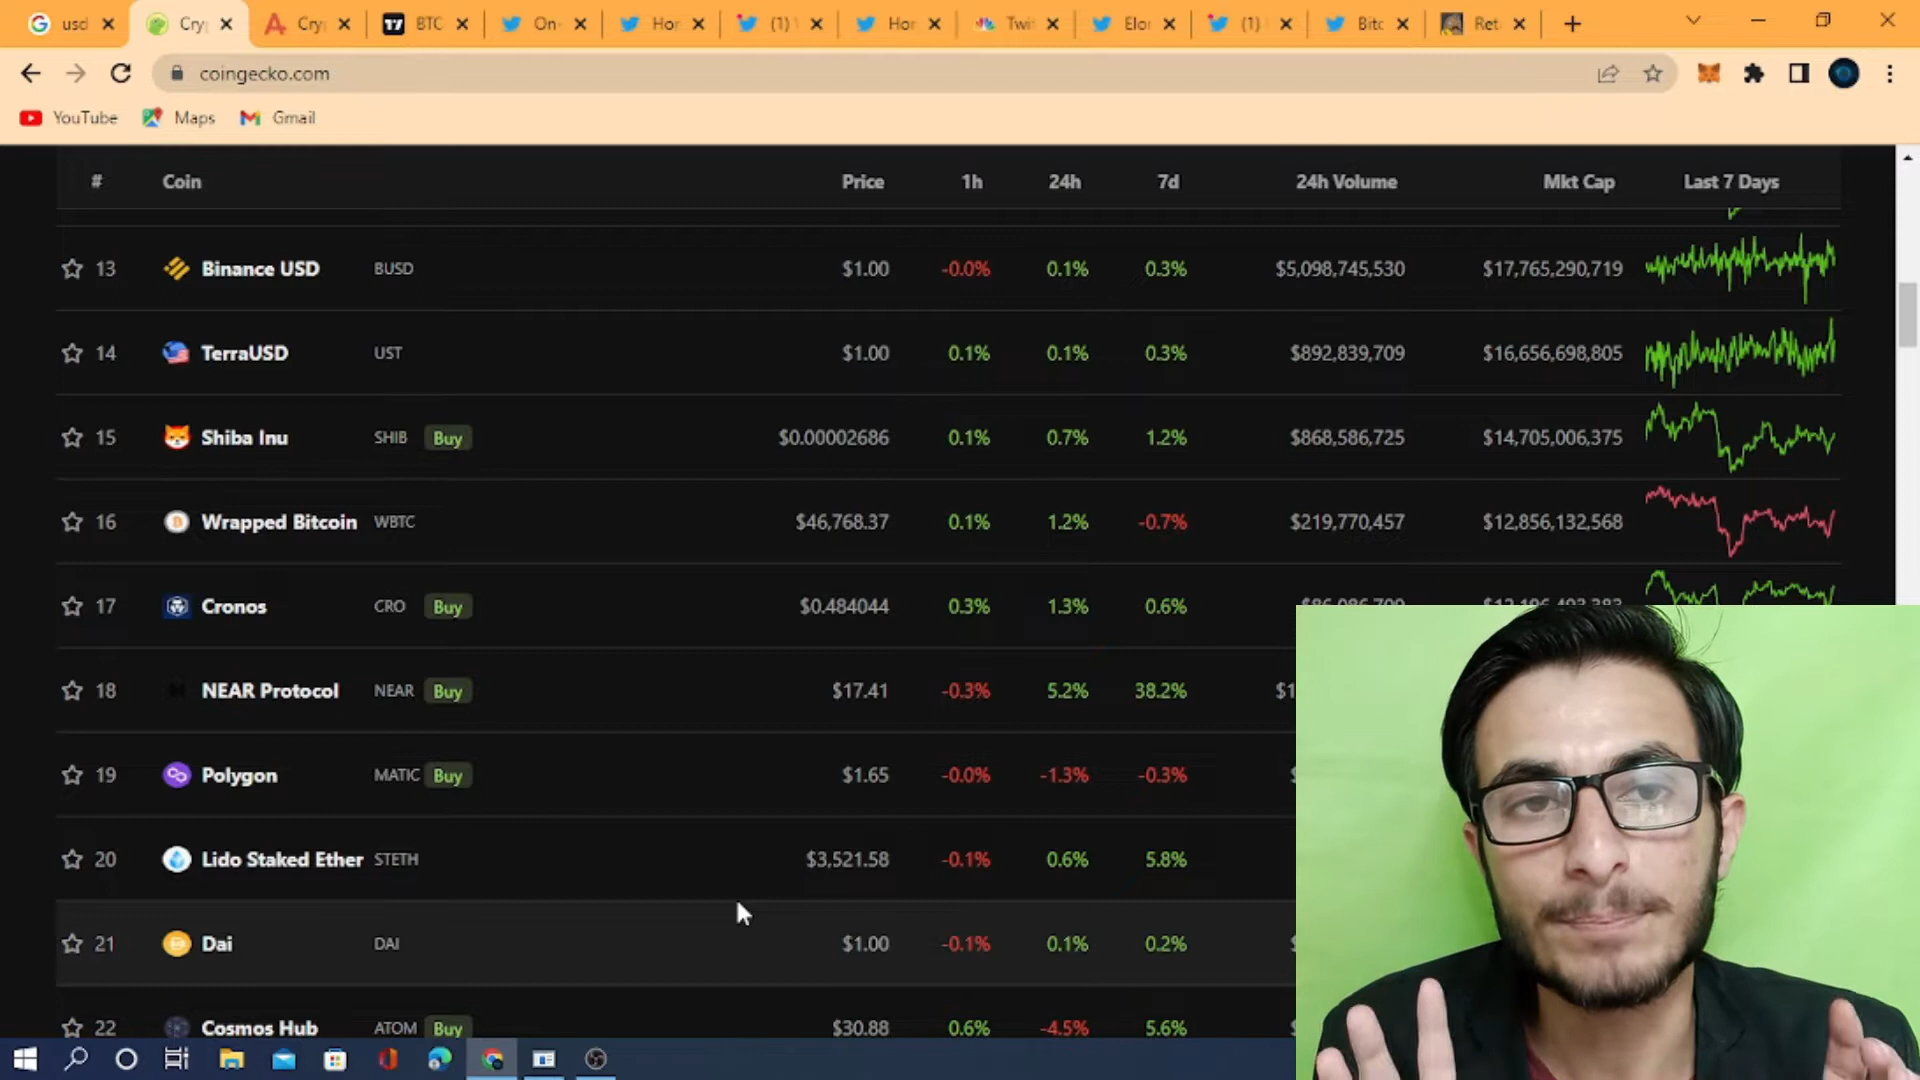 usd Cry Cry BTC On- Hor (1) Hor Twi Elor (1) Bitc Ret
coingecko.com
YouTube Maps Gmail
# Coin Price 1h 24h 7d 24h Volume Mkt Cap Last 7 Days
13 Binance USD BUSD $1.00 -0.0% 0.1% 0.3% $5,098,745,530 $17,765,290,719
14 TerraUSD UST $1.00 0.1% 0.1% 0.3% $892,839,709 $16,656,698,805
15 Shiba Inu SHIB Buy $0.00002686 0.1% 0.7% 1.2% $868,586,725 $14,705,006,375
16 Wrapped Bitcoin WBTC $46,768.37 0.1% 1.2% -0.7% $219,770,457 $12,856,132,568
17 Cronos CRO Buy $0.484044 0.3% 1.3% 0.6%
18 NEAR Protocol NEAR Buy $17.41 -0.3% 5.2% 38.2% $1
19 Polygon MATIC Buy $1.65 -0.0% -1.3% -0.3%
20 Lido Staked Ether STETH $3,521.58 -0.1% 0.6% 5.8%
21 Dai DAI $1.00 -0.1% 0.1% 0.2%
22 Cosmos Hub ATOM Buy $30.88 0.6% -4.5% 5.6%